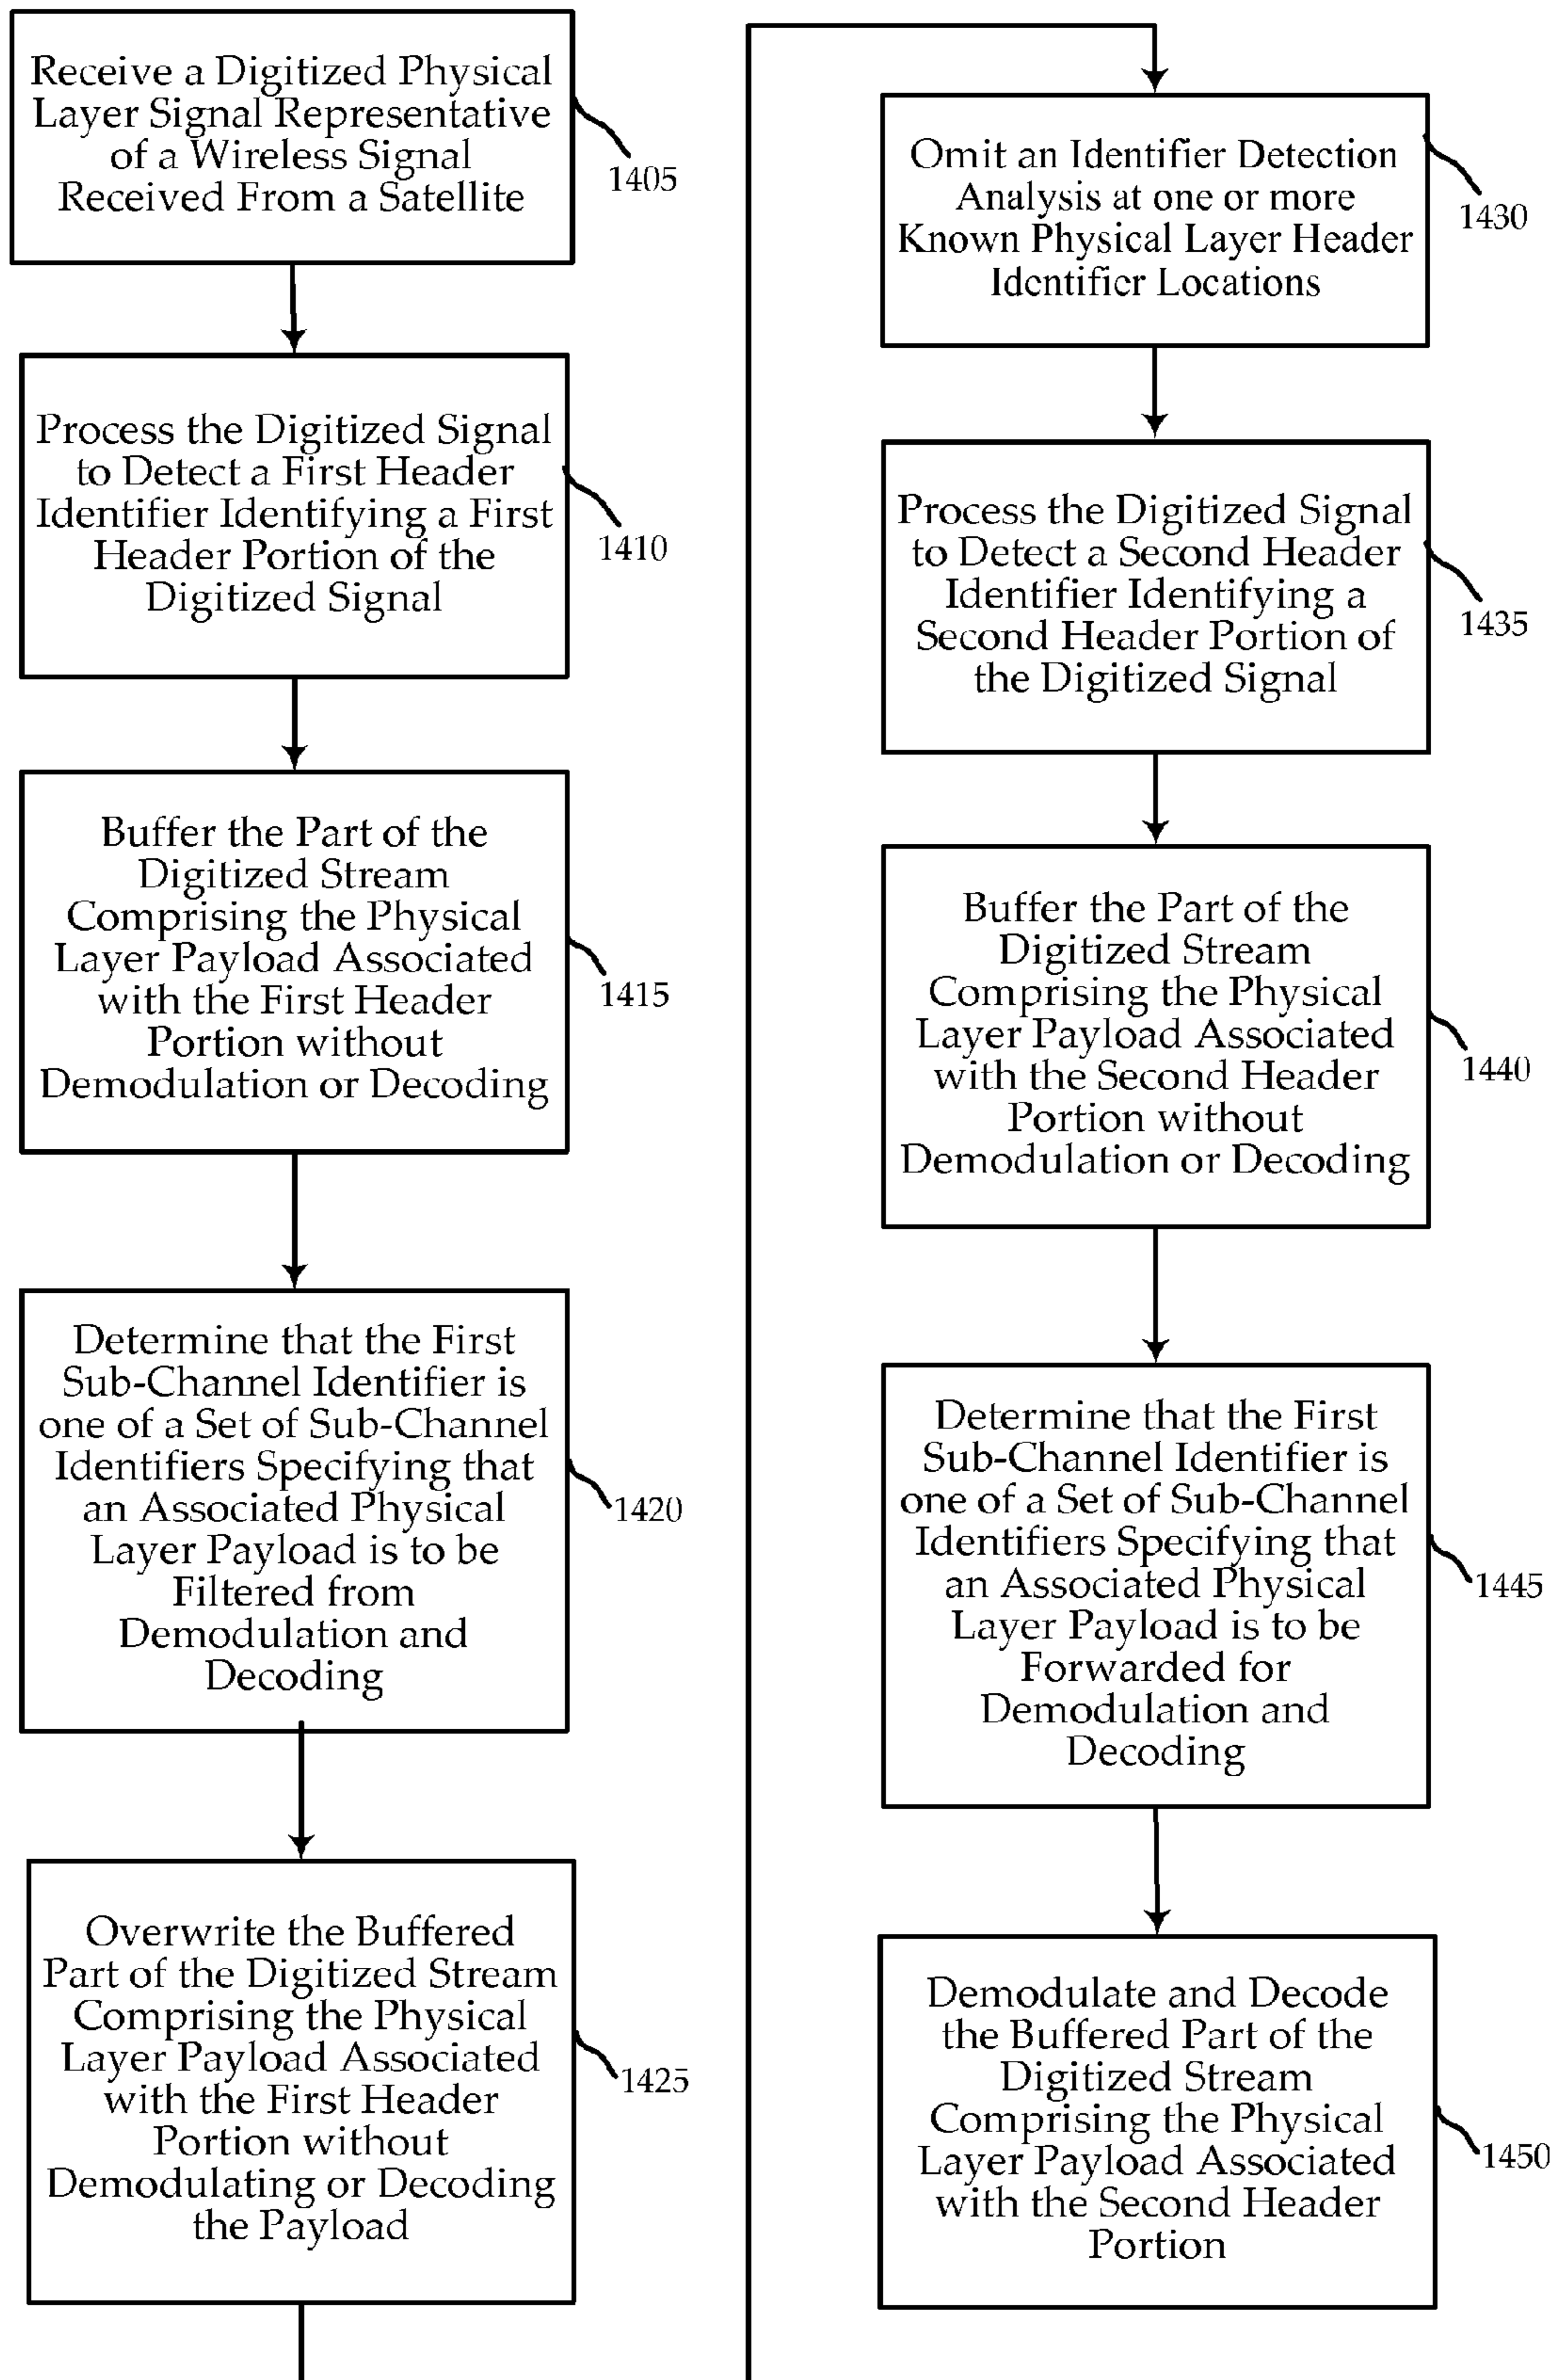 Receive a Digitized Physical
Layer Signal Representative
of a Wireless Signal
Received From a Satellite
1405
Process the Digitized Signal
to Detect a First Header
Identifier Identifying a First
Header Portion of the
Digitized Signal
1410
Buffer the Part of the
Digitized Stream
Comprising the Physical
Layer Payload Associated
with the First Header
Portion without
Demodulation or Decoding
1415
Determine that the First
Sub-Channel Identifier is
one of a Set of Sub-Channel
Identifiers Specifying that
an Associated Physical
Layer Payload is to be
Filtered from
Demodulation and
Decoding
1420
Overwrite the Buffered
Part of the Digitized Stream
Comprising the Physical
Layer Payload Associated
with the First Header
Portion without
Demodulating or Decoding
the Payload
1425
Omit an Identifier Detection
Analysis at one or more
Known Physical Layer Header
Identifier Locations
1430
Process the Digitized Signal
to Detect a Second Header
Identifier Identifying a
Second Header Portion of
the Digitized Signal
1435
Buffer the Part of the
Digitized Stream
Comprising the Physical
Layer Payload Associated
with the Second Header
Portion without
Demodulation or Decoding
1440
Determine that the First
Sub-Channel Identifier is
one of a Set of Sub-Channel
Identifiers Specifying that
an Associated Physical
Layer Payload is to be
Forwarded for
Demodulation and
Decoding
1445
Demodulate and Decode
the Buffered Part of the
Digitized Stream
Comprising the Physical
Layer Payload Associated
with the Second Header
Portion
1450